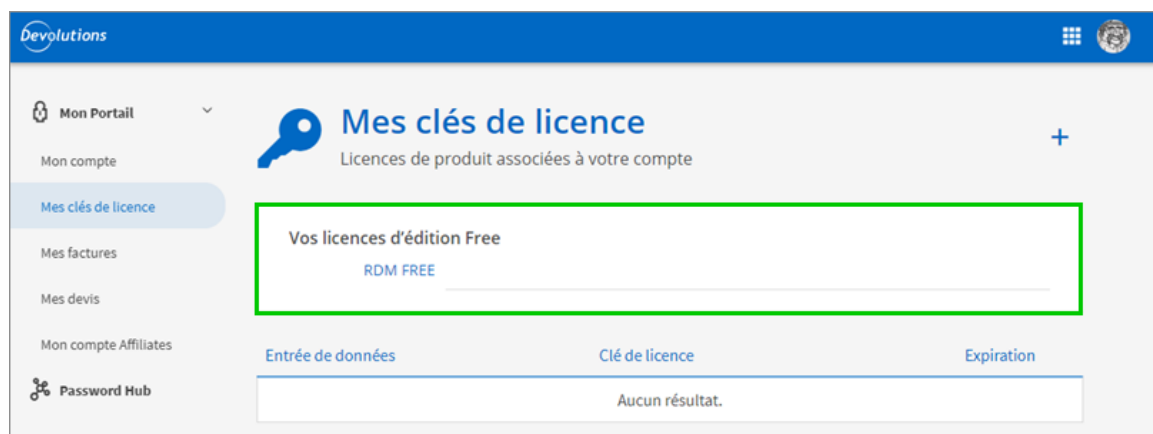 Devolutions
Mon Portail
Mon compte
Mes clés de licence
Mes factures
Mes devis
Mon compte Affiliates
Password Hub
Mes clés de licence
Licences de produit associées à votre compte
Vos licences d'édition Free
RDM FREE
Entrée de données Clé de licence Expiration
Aucun résultat.